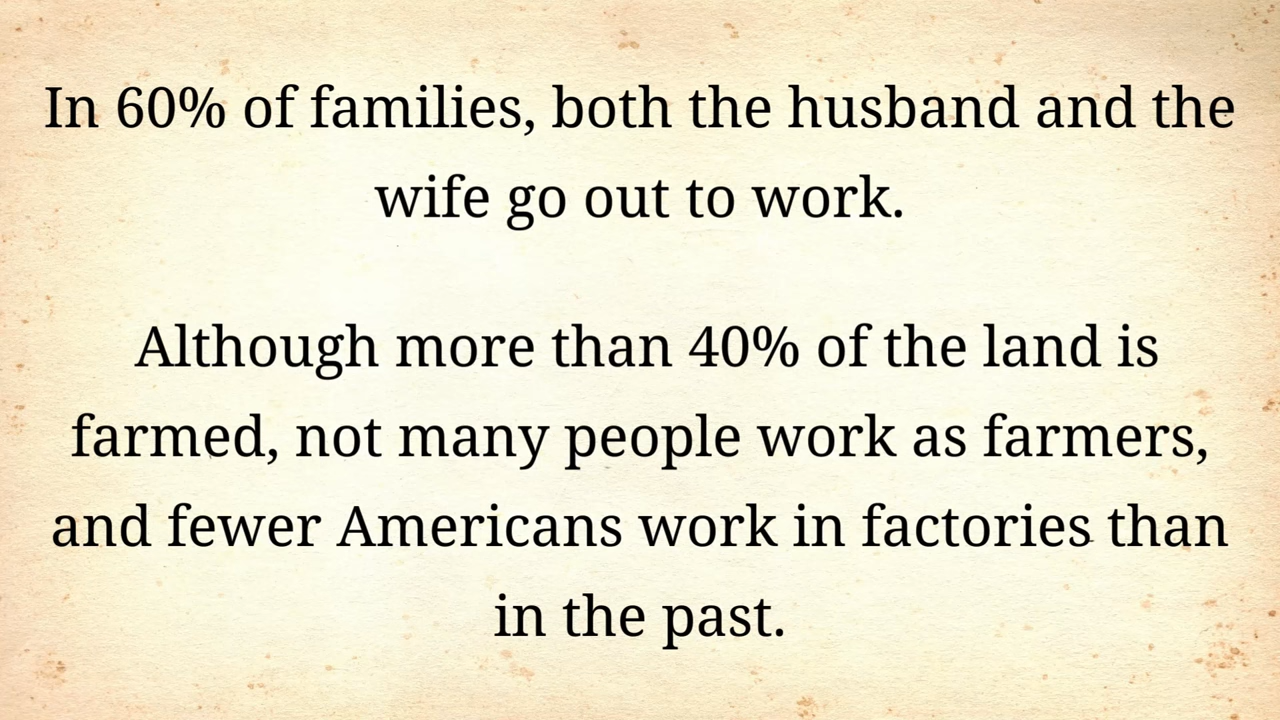 In 60% of families, both the husband and the
wife go out to work.
Although more than 40% of the land is
farmed, not many people work as farmers,
and fewer Americans work in factories than
in the past.